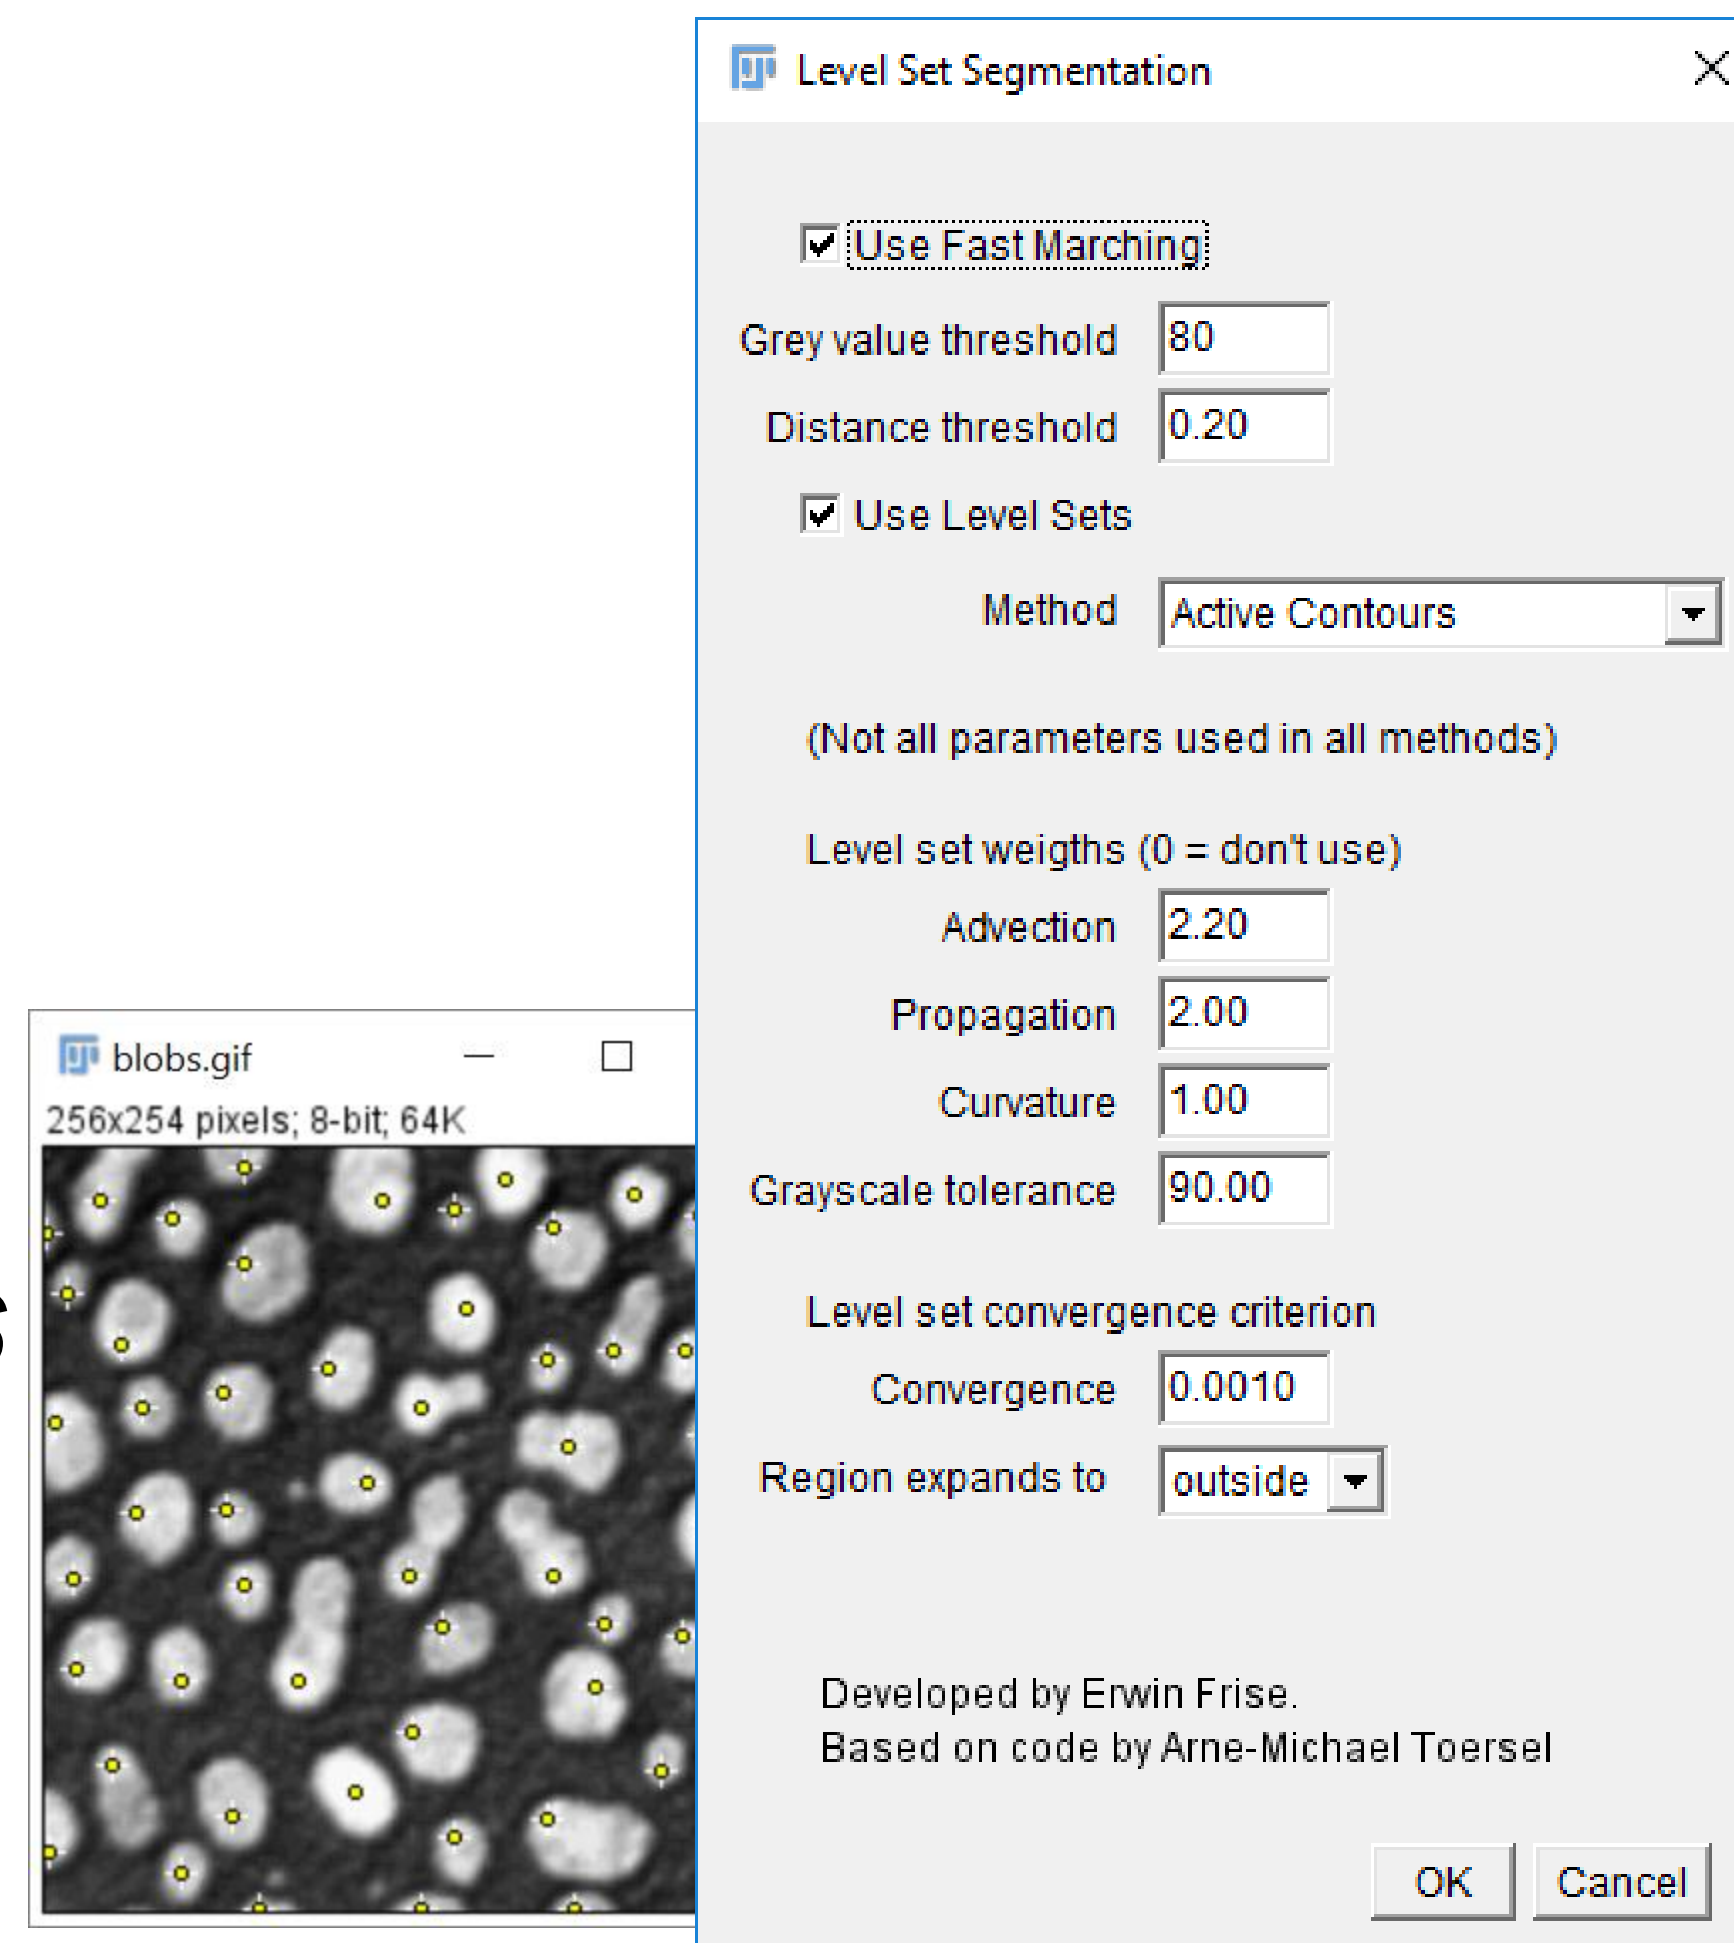 Level Set Segmentation
Use Fast Marching
Grey value threshold 80
Distance threshold 0.20
Use Level Sets
Method Active Contours
(Not all parameters used in all methods)
Level set weigths (0 = don't use)
Advection 2.20
Propagation 2.00
Curvature 1.00
Grayscale tolerance 90.00
Level set convergence criterion
Convergence 0.0010
Region expands to outside
Developed by Erwin Frise.
Based on code by Arne-Michael Toersel
OK Cancel
blobs.gif
256x254 pixels; 8-bit; 64K